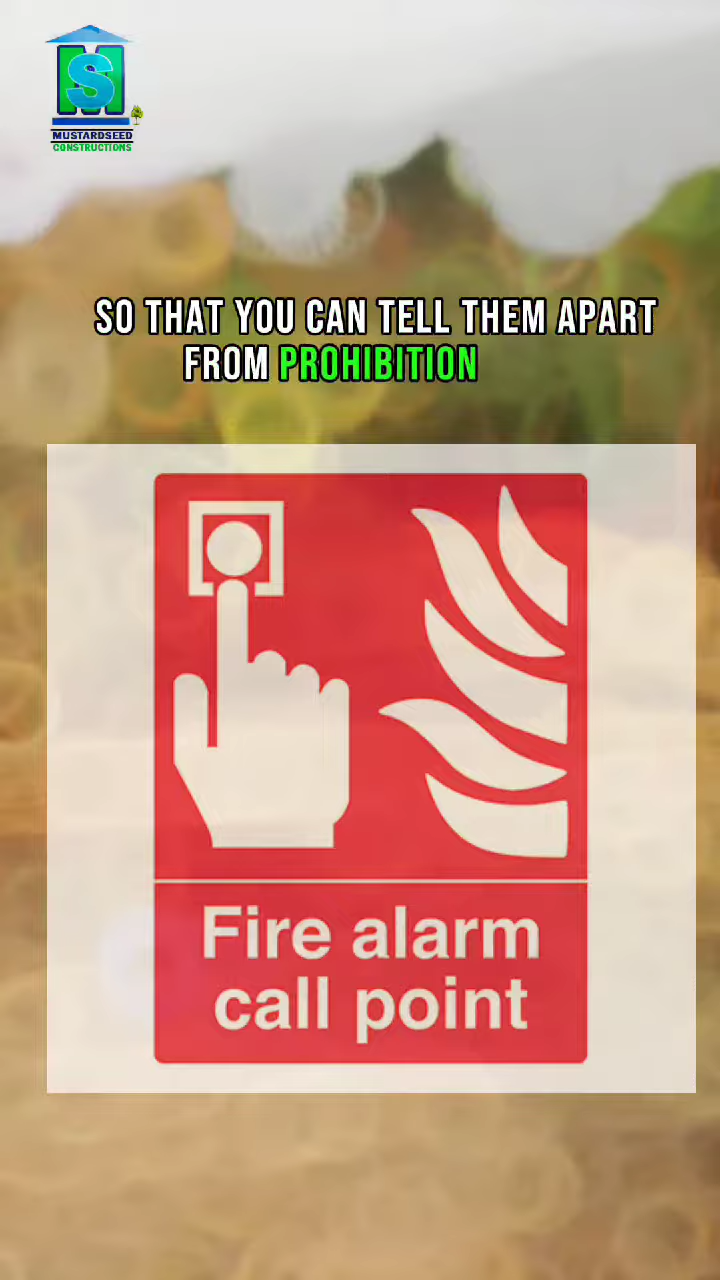 MUSTARDSEED
CONSTRUCTIONS
SO THAT YOU CAN TELL THEM APART
FROM PROHIBITION
Fire alarm
call point